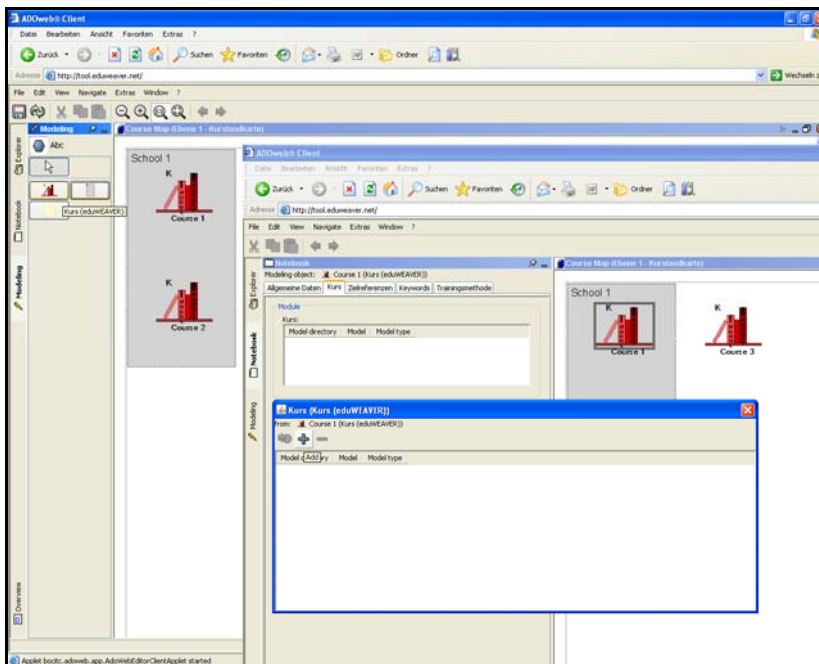 ADOweb® Client
Datei Bearbeiten Ansicht Favoriten Extras ?
Zurück Suchen Favoriten Ordner
Adresse http://tool.eduweaver.net/ Wechseln z
File Edit View Navigate Extras Window ?
Modeling
Course Map (Ebene 1 - Kurslandkarte)
Explorer
Notebook
Modeling
Overview
Abc
Kurs (eduWEAVER)
School 1
K
Course 1
K
Course 2
ADOweb® Client
Datei Bearbeiten Ansicht Favoriten Extras ?
Zurück Suchen Favoriten Ordner
Adresse http://tool.eduweaver.net/
File Edit View Navigate Extras Window ?
Explorer
Notebook
Modeling
Notebook
Modeling object: Course 1 (Kurs (eduWEAVER))
Allgemeine Daten Kurs Zielreferenzen Keywords Trainingsmethode
Module
Kurs:
Model directory Model Model type
Course Map (Ebene 1 - Kurslandkarte)
School 1
K
Course 1
K
Course 3
Kurs (Kurs (eduWEAVER))
From: Course 1 (Kurs (eduWEAVER))
Add
Model Model type
Applet bocitc.adoweb.app.AdoWebEditorClientApplet started